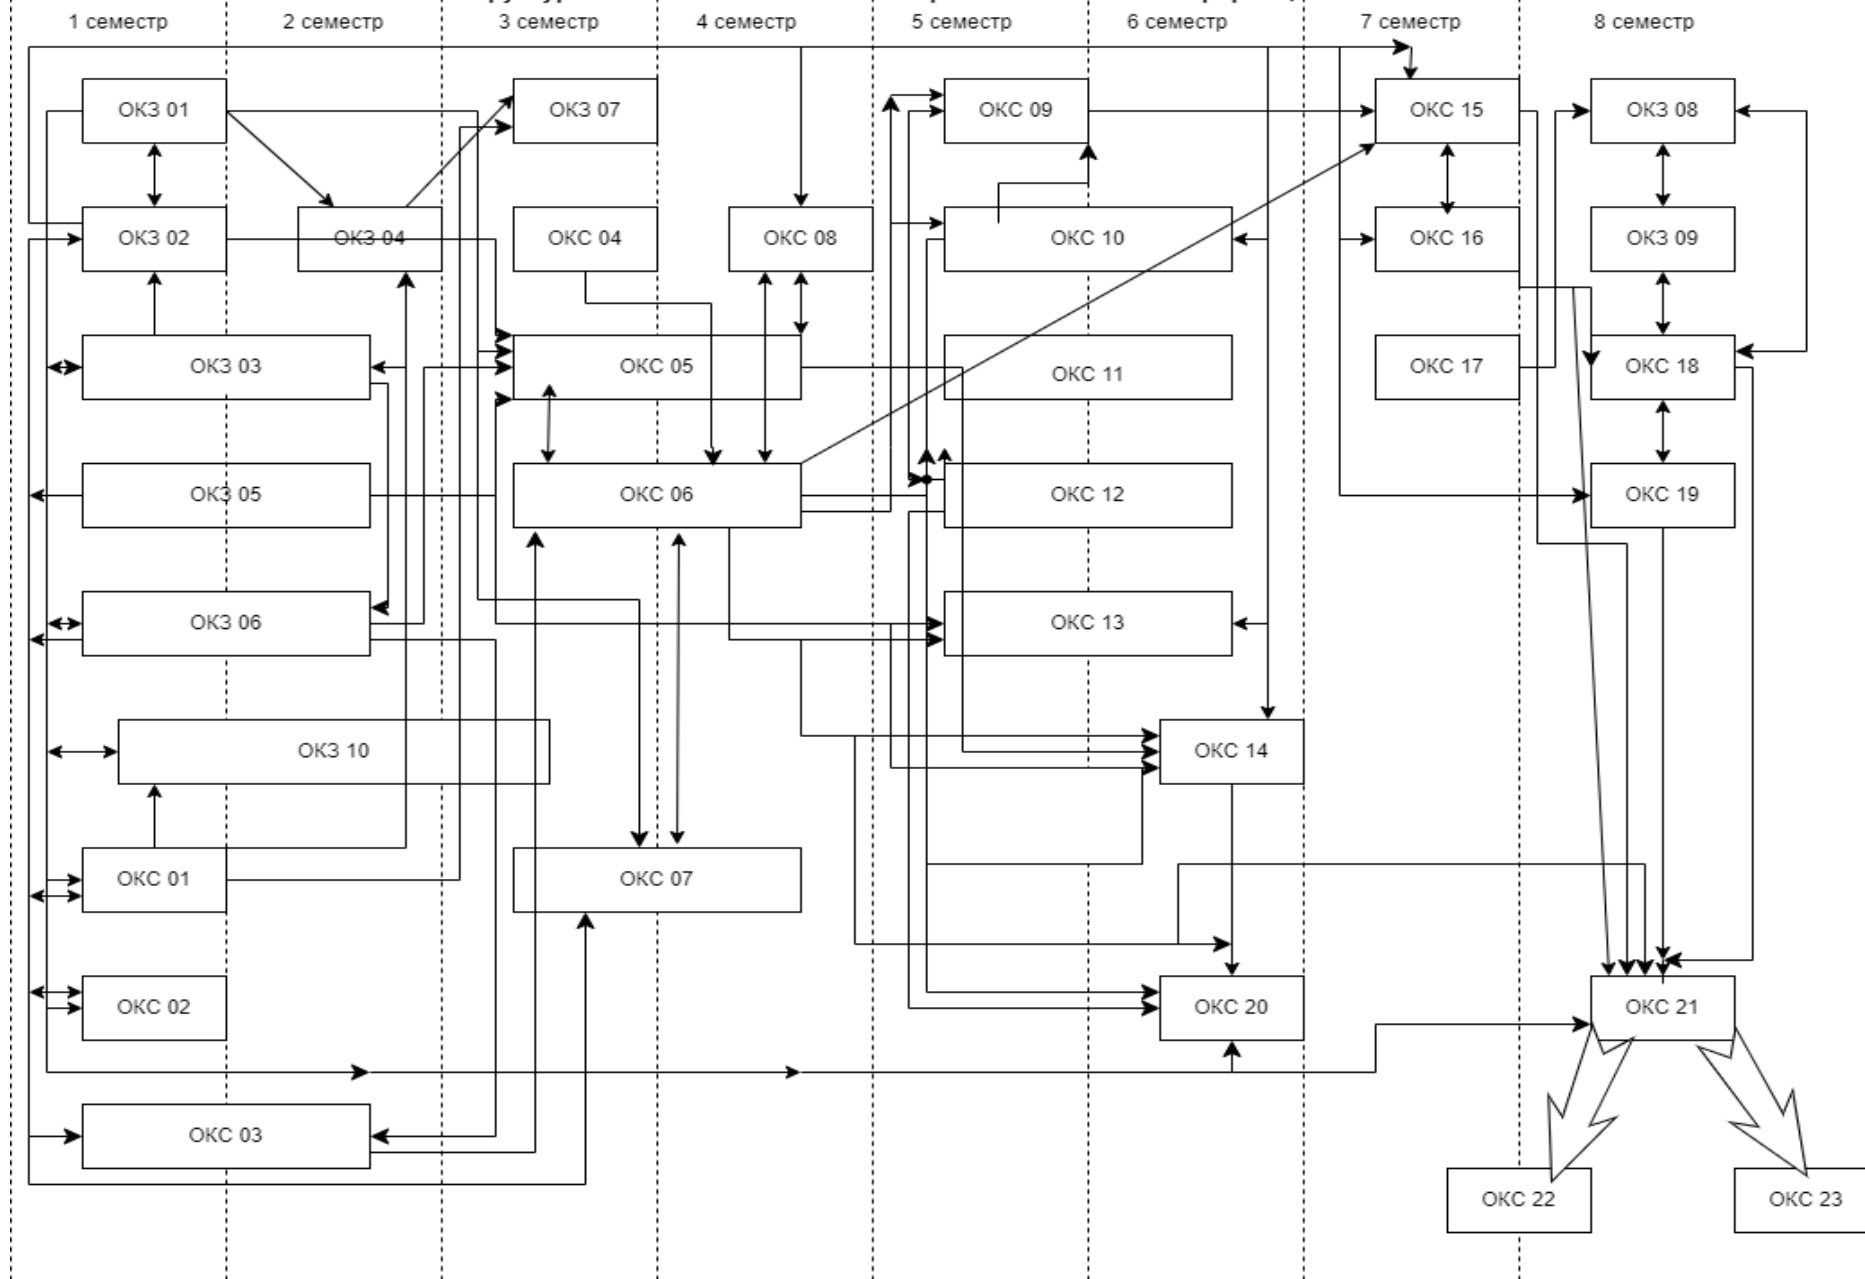 1 семестр
2 семестр
3 семестр
4 семестр
5 семестр
6 семестр
7 семестр
8 семестр
ОКЗ 01
ОКЗ 07
ОКС 09
ОКС 15
ОКЗ 08
ОКЗ 02
ОКЗ 04
ОКС 04
ОКС 08
ОКС 10
ОКС 16
ОКЗ 09
ОКЗ 03
ОКС 05
ОКС 11
ОКС 17
ОКС 18
ОКЗ 05
ОКС 06
ОКС 12
ОКС 19
ОКЗ 06
ОКС 13
ОКЗ 10
ОКС 14
ОКС 01
ОКС 07
ОКС 02
ОКС 20
ОКС 21
ОКС 03
ОКС 22
ОКС 23